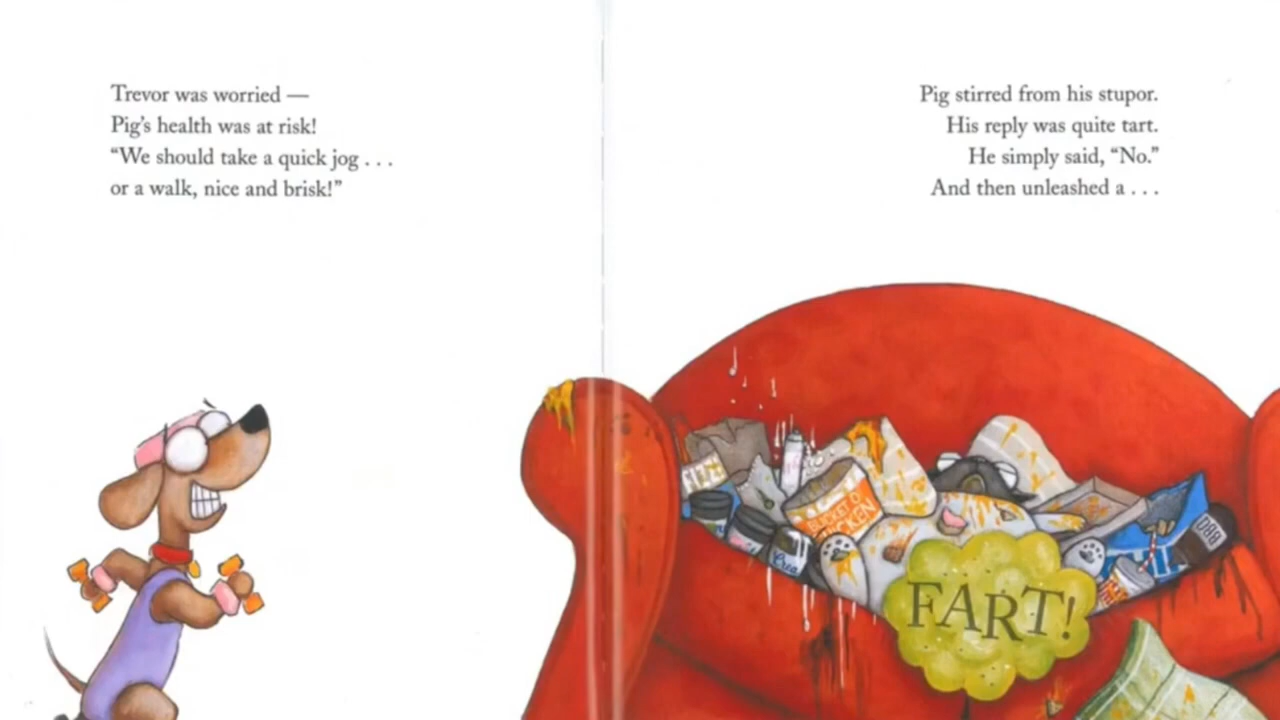 Trevor was worried —
Pig's health was at risk!
"We should take a quick jog . . .
or a walk, nice and brisk!"
Pig stirred from his stupor.
His reply was quite tart.
He simply said, "No."
And then unleashed a . . .
BUCKET O
CHICKEN
BBQ
FART!